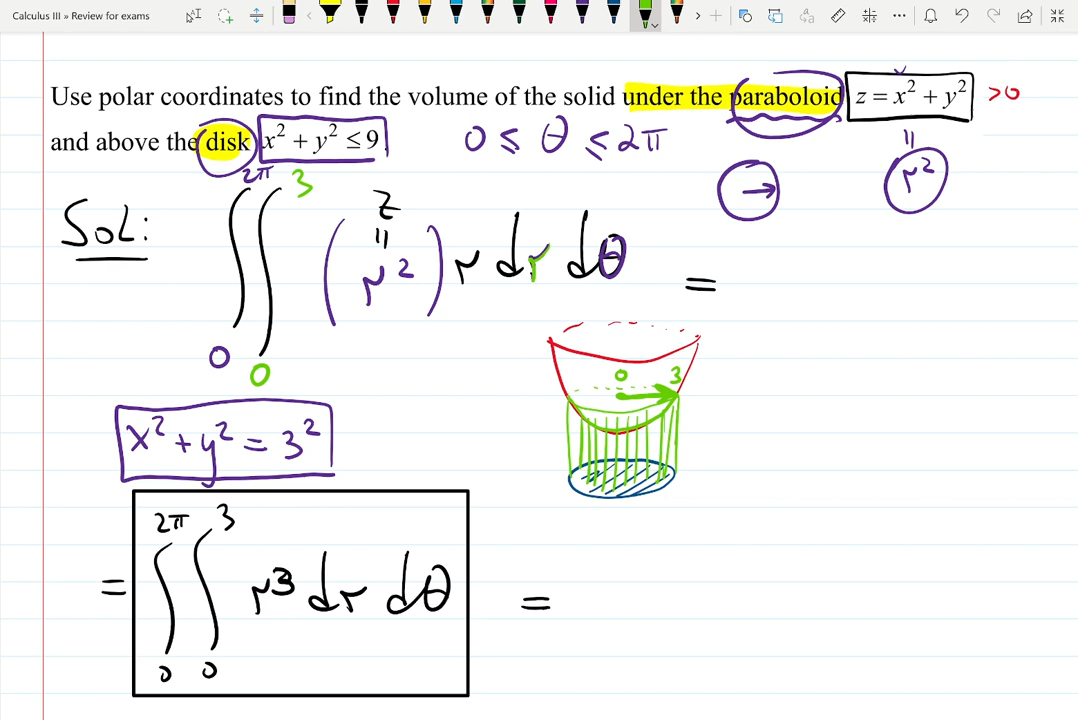 Calculus III » Review for exams
Use polar coordinates to find the volume of the solid under the paraboloid z = x² + y² >0
and above the disk x² + y² ≤ 9 0 ≤ θ ≤ 2π
= r²
Sol: ∫₀^2π ∫₀^3 (z = r²) r dr dθ =
0 3
x² + y² = 3²
= ∫₀^2π ∫₀^3 r³ dr dθ =